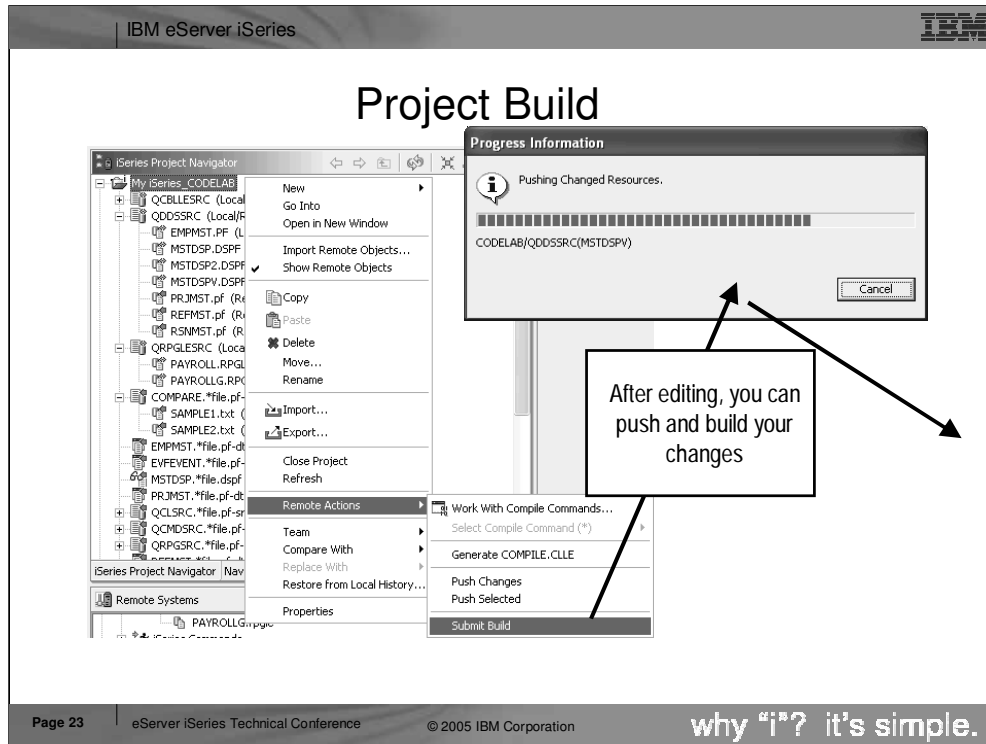 IBM eServer iSeries
IBM
Project Build
iSeries Project Navigator
My iSeries_CODELAB
QCBLLESRC (Local
QDDSSRC (Local/R
EMPMST.PF (L
MSTDSP.DSPF
MSTDSP2.DSPF
MSTDSPV.DSPF
PRJMST.pf (Re
REFMST.pf (Re
RSNMST.pf (R
QRPGLESRC (Loca
PAYROLL.RPGL
PAYROLLG.RPG
COMPARE.*file.pf-
SAMPLE1.txt (
SAMPLE2.txt (
EMPMST.*file.pf-dt
EVFEVENT.*file.pf-
MSTDSP.*file.dspf
PRJMST.*file.pf-dt
QCLSRC.*file.pf-sr
QCMDSRC.*file.pf-
QRPGSRC.*file.pf-
iSeries Project Navigator Nav
Remote Systems
PAYROLLG.rpgle
New
Go Into
Open in New Window
Import Remote Objects...
Show Remote Objects
Copy
Paste
Delete
Move...
Rename
Import...
Export...
Close Project
Refresh
Remote Actions
Team
Compare With
Replace With
Restore from Local History...
Properties
Work With Compile Commands...
Select Compile Command (*)
Generate COMPILE.CLLE
Push Changes
Push Selected
Submit Build
Progress Information
Pushing Changed Resources.
CODELAB/QDDSSRC(MSTDSPV)
Cancel
After editing, you can
push and build your
changes
Page 23
eServer iSeries Technical Conference
© 2005 IBM Corporation
why "i"? it's simple.